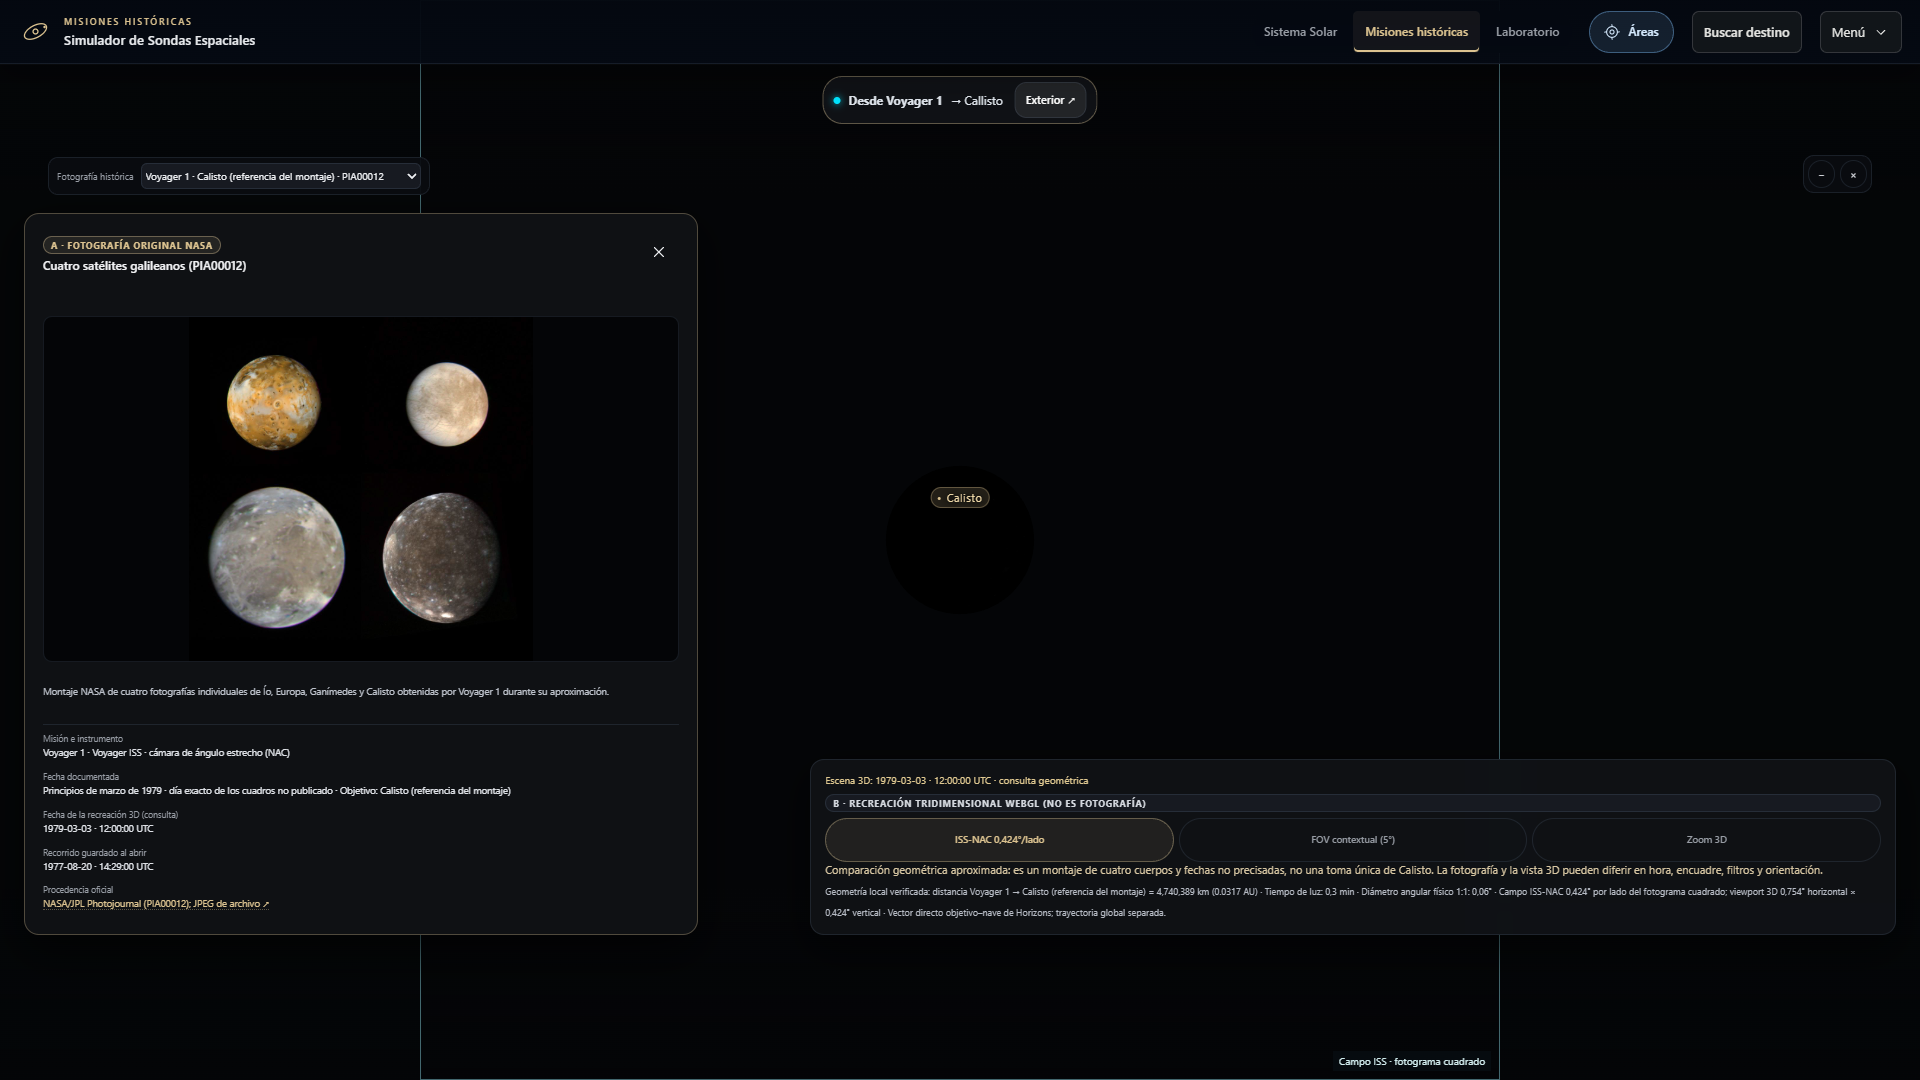 MISIONES HISTÓRICAS
Simulador de Sondas Espaciales
Sistema Solar
Misiones históricas
Laboratorio
Áreas
Buscar destino
Menú
Desde Voyager 1 → Callisto
Exterior ↗
Fotografía histórica
Voyager 1 · Calisto (referencia del montaje) · PIA00012
A · FOTOGRAFÍA ORIGINAL NASA
Cuatro satélites galileanos (PIA00012)
Montaje NASA de cuatro fotografías individuales de Ío, Europa, Ganímedes y Calisto obtenidas por Voyager 1 durante su aproximación.
Misión e instrumento
Voyager 1 · Voyager ISS · cámara de ángulo estrecho (NAC)
Fecha documentada
Principios de marzo de 1979 · día exacto de los cuadros no publicado · Objetivo: Calisto (referencia del montaje)
Fecha de la recreación 3D (consulta)
1979-03-03 · 12:00:00 UTC
Recorrido guardado al abrir
1977-08-20 · 14:29:00 UTC
Procedencia oficial
NASA/JPL Photojournal (PIA00012); JPEG de archivo ↗
• Calisto
Escena 3D: 1979-03-03 · 12:00:00 UTC · consulta geométrica
B · RECREACIÓN TRIDIMENSIONAL WEBGL (NO ES FOTOGRAFÍA)
ISS-NAC 0,424°/lado
FOV contextual (5°)
Zoom 3D
Comparación geométrica aproximada: es un montaje de cuatro cuerpos y fechas no precisadas, no una toma única de Calisto. La fotografía y la vista 3D pueden diferir en hora, encuadre, filtros y orientación.
Geometría local verificada: distancia Voyager 1 → Calisto (referencia del montaje) = 4,740,389 km (0.0317 AU) · Tiempo de luz: 0,3 min · Diámetro angular físico 1:1: 0,06° · Campo ISS-NAC 0,424° por lado del fotograma cuadrado; viewport 3D 0,754° horizontal ×
0,424° vertical · Vector directo objetivo–nave de Horizons; trayectoria global separada.
Campo ISS · fotograma cuadrado